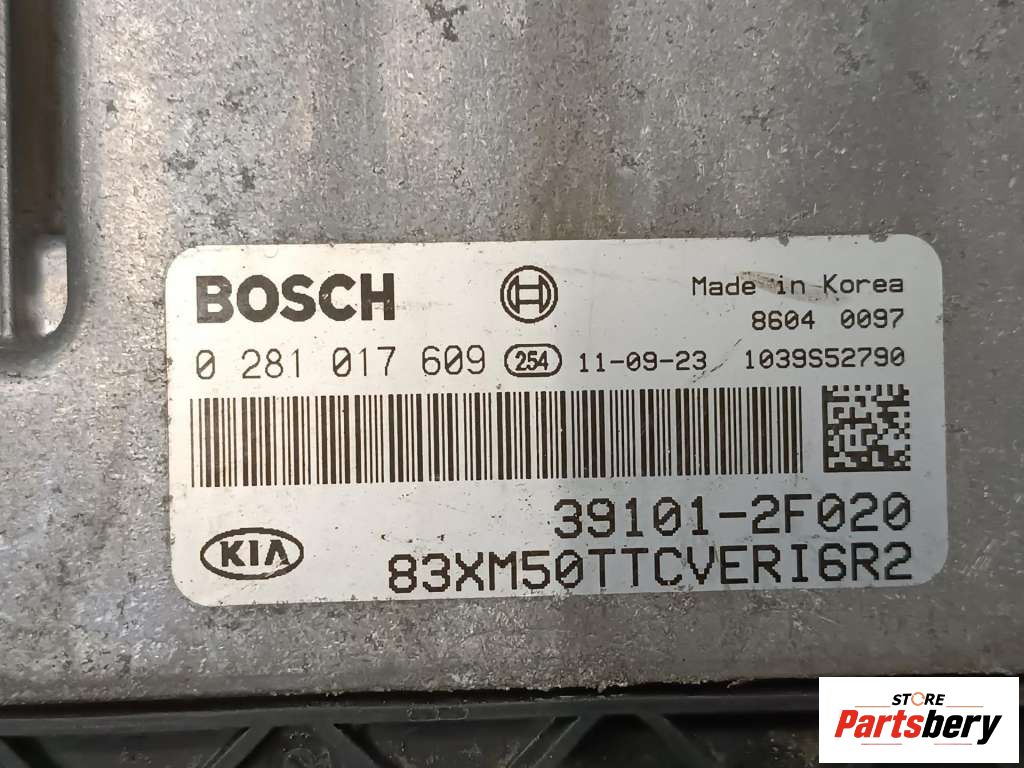 BOSCH
Made in Korea
8604 0097
0 281 017 609 254 11-09-23 1039S52790
39101-2F020
KIA
83XM50TTCVERI6R2
STORE
Partsbery